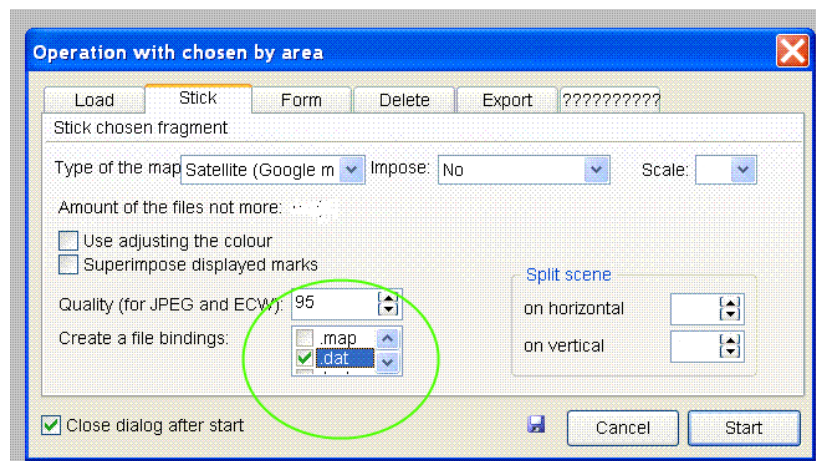 Operation with chosen by area
Load Stick Form Delete Export ??????????
Stick chosen fragment
Type of the map Satellite (Google m Impose: No Scale:
Amount of the files not more:
Use adjusting the colour
Superimpose displayed marks
Split scene
Quality (for JPEG and ECW): 95
on horizontal
Create a file bindings: .map
.dat
on vertical
Close dialog after start Cancel Start